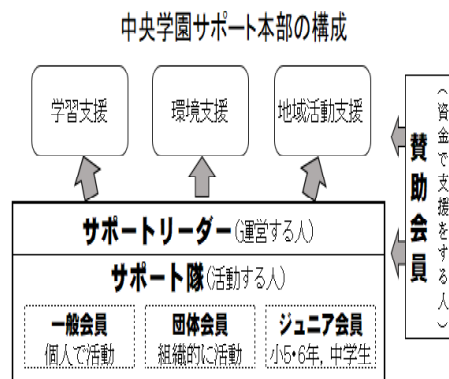 中央学園サポート本部の構成
学習支援
環境支援
地域活動支援
賛助会員
(資金で支援をする人)
サポートリーダー(運営する人)
サポート隊(活動する人)
一般会員
個人で活動
団体会員
組織的に活動
ジュニア会員
小5・6年, 中学生